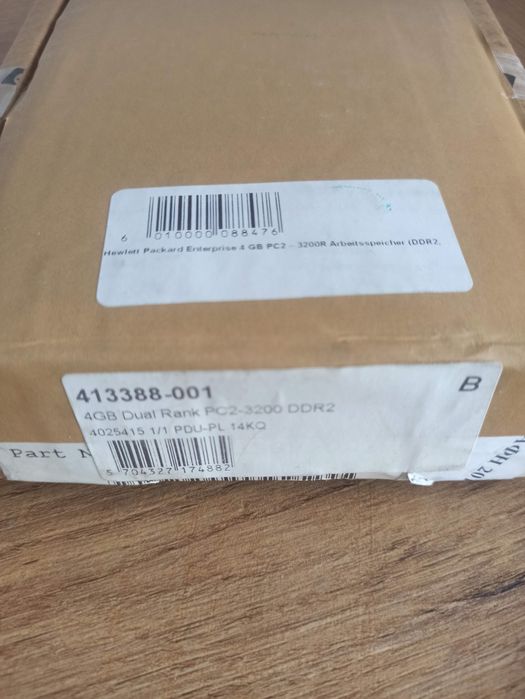 6 010000 088476
Hewlett Packard Enterprise 4 GB PC2 - 3200R Arbeitsspeicher (DDR2,
413388-001
B
4GB Dual Rank PC2-3200 DDR2
4025415 1/1 PDU-PL 14KQ
Part N
5 704327 174882